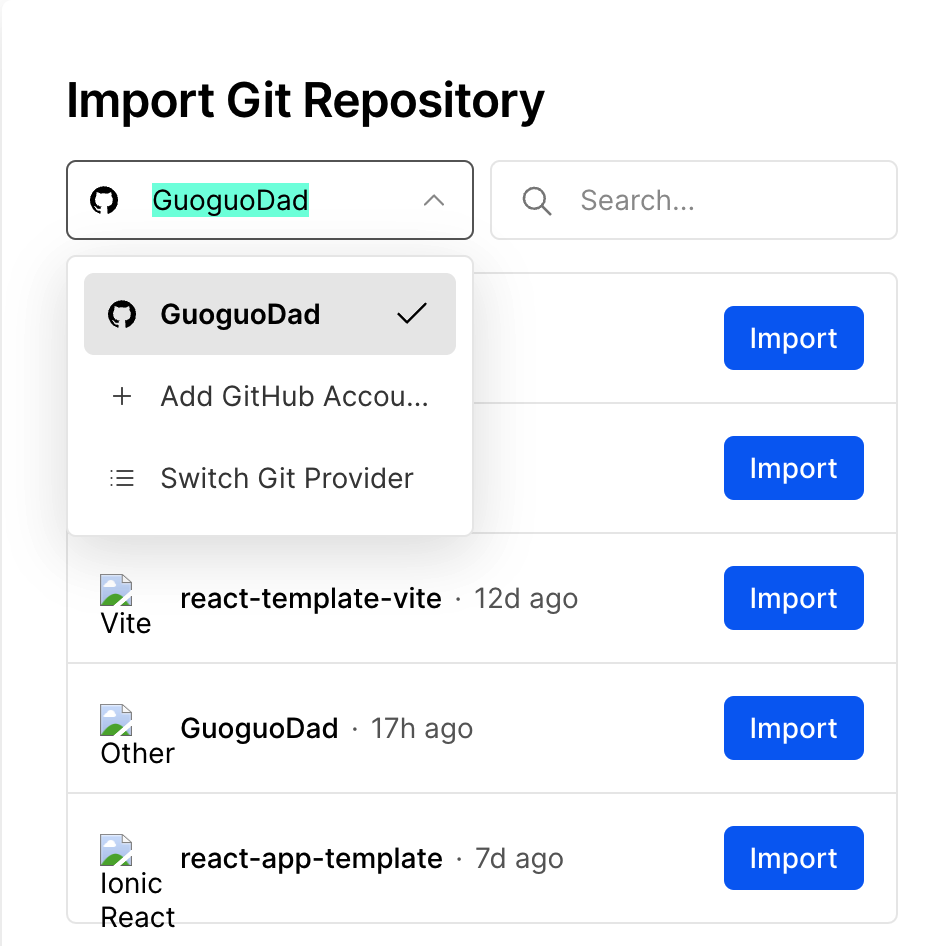 Import Git Repository
GuoguoDad
Search...
GuoguoDad
Import
Add GitHub Accou...
Import
Switch Git Provider
Vite
react-template-vite · 12d ago
Import
Other
GuoguoDad · 17h ago
Import
Ionic
React
react-app-template · 7d ago
Import